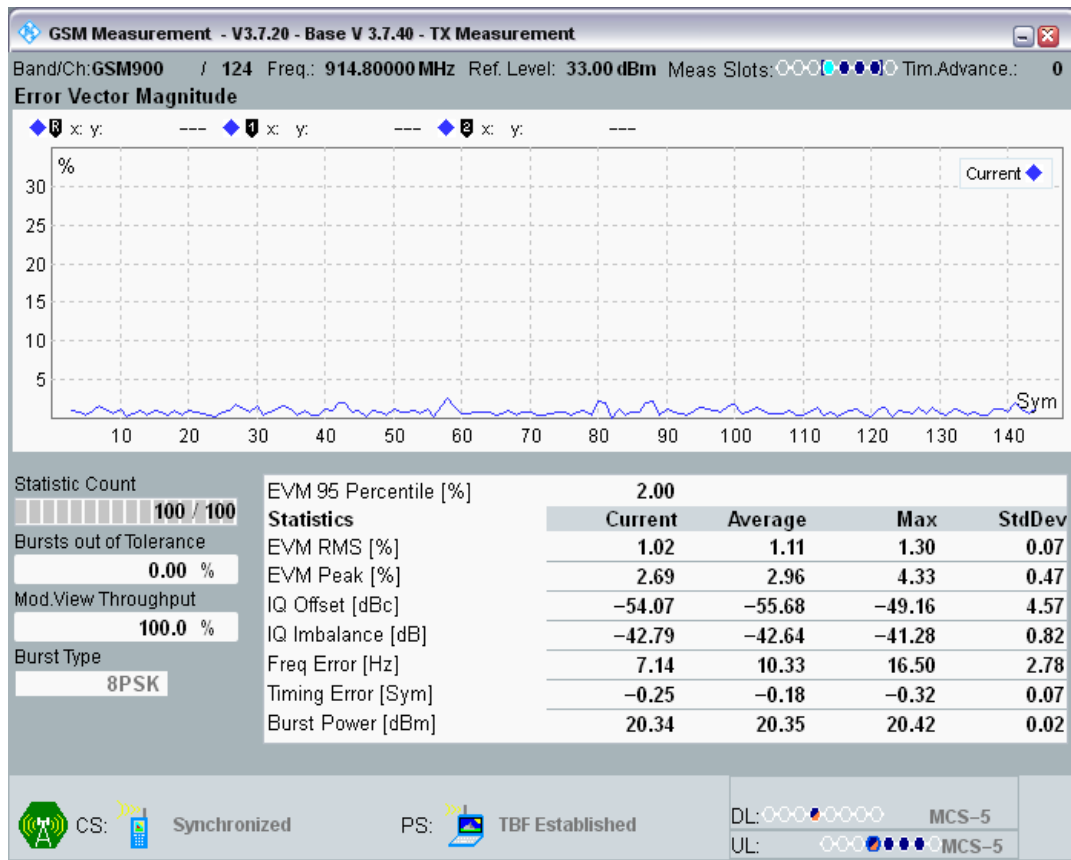 GSM Measurement - V3.7.20 - Base V 3.7.40 - TX Measurement
Band/Ch:GSM900 / 124 Freq.: 914.80000 MHz Ref. Level: 33.00 dBm Meas Slots: Tim.Advance.: 0
Error Vector Magnitude
R x: y: --- 1 x: y: --- 2 x: y: ---
%
Current
30
25
20
15
10
5
Sym
10 20 30 40 50 60 70 80 90 100 110 120 130 140
Statistic Count
100 / 100
Bursts out of Tolerance
0.00 %
Mod.View Throughput
100.0 %
Burst Type
8PSK
EVM 95 Percentile [%] 2.00
Statistics Current Average Max StdDev
EVM RMS [%] 1.02 1.11 1.30 0.07
EVM Peak [%] 2.69 2.96 4.33 0.47
IQ Offset [dBc] −54.07 −55.68 −49.16 4.57
IQ Imbalance [dB] −42.79 −42.64 −41.28 0.82
Freq Error [Hz] 7.14 10.33 16.50 2.78
Timing Error [Sym] −0.25 −0.18 −0.32 0.07
Burst Power [dBm] 20.34 20.35 20.42 0.02
CS: Synchronized PS: TBF Established
DL: MCS−5
UL: MCS−5